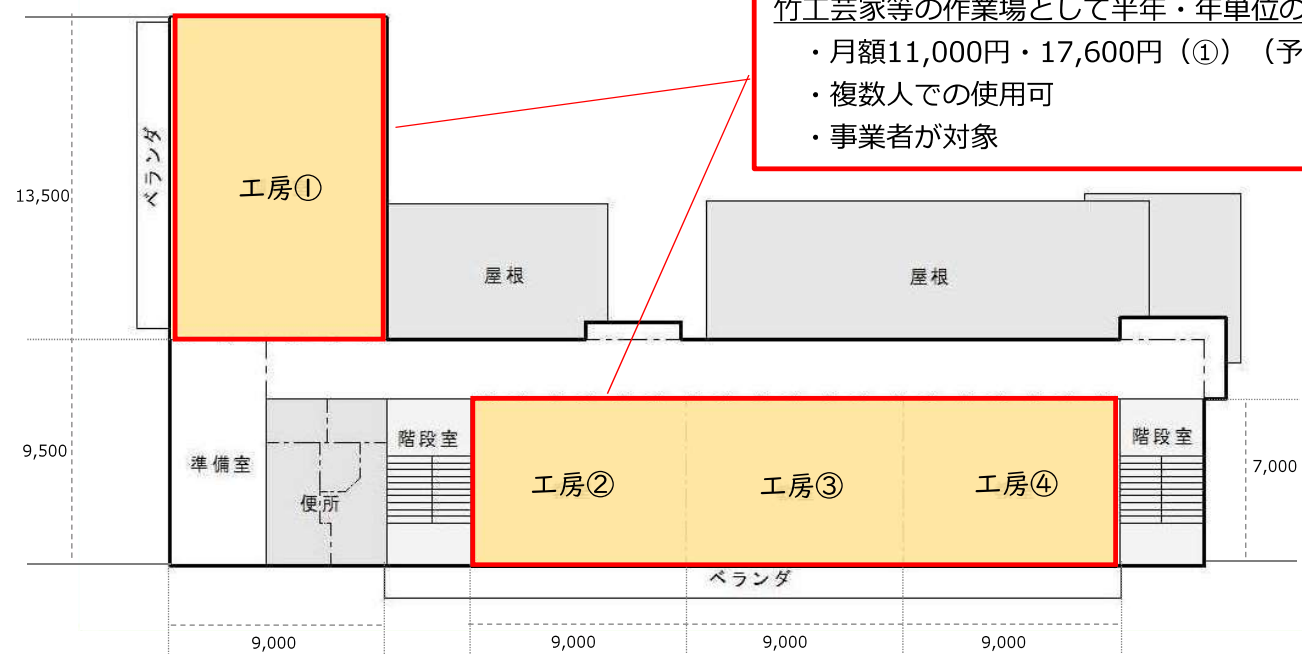 竹工芸家等の作業場として半年・年単位の
・月額11,000円・17,600円（①）（予
・複数人での使用可
・事業者が対象
ベランダ
13,500
工房①
屋根
屋根
9,500
準備室
便所
階段室
工房②
工房③
工房④
階段室
7,000
ベランダ
9,000
9,000
9,000
9,000